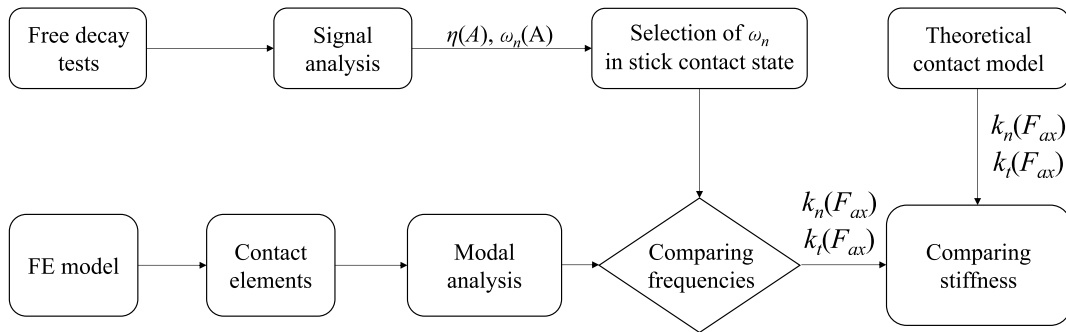 Free decay
tests
Signal
analysis
η(A), ωn(A)
Selection of ωn
in stick contact state
Theoretical
contact model
kn(Fax)
kt(Fax)
FE model
Contact
elements
Modal
analysis
Comparing
frequencies
kn(Fax)
kt(Fax)
Comparing
stiffness